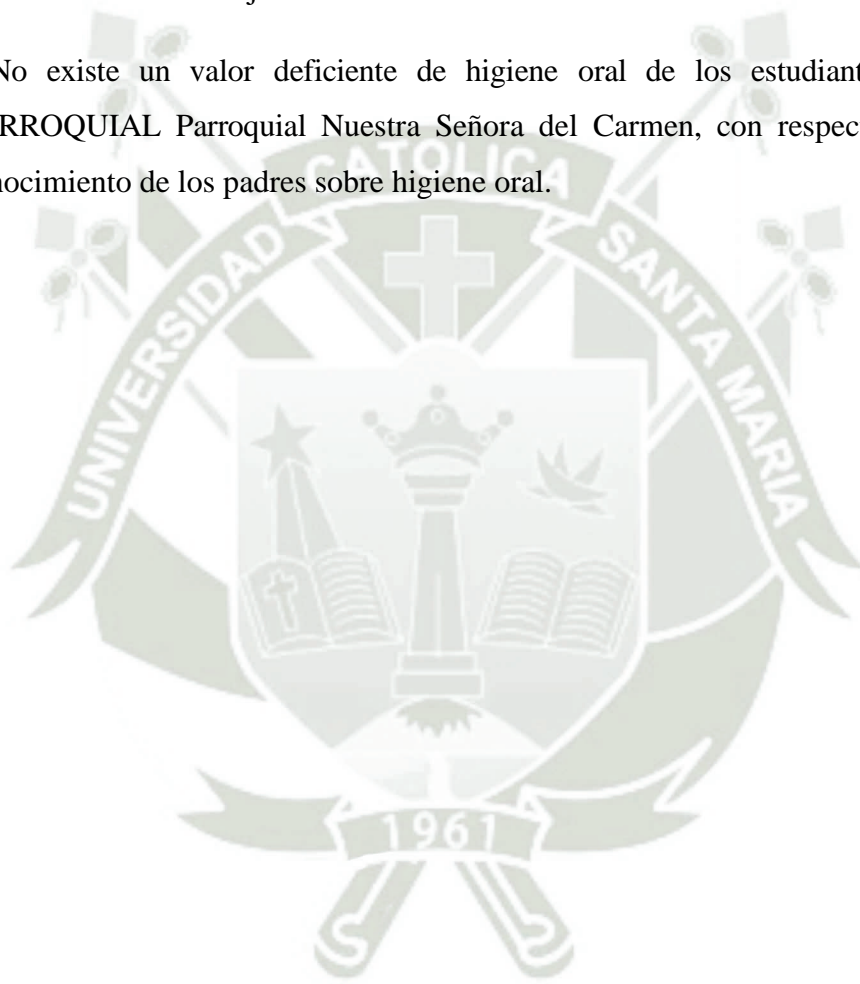 No existe un valor deficiente de higiene oral de los estudiant
RROQUIAL Parroquial Nuestra Señora del Carmen, con respec
nocimiento de los padres sobre higiene oral.
CATOLICA
UNIVERSIDAD
SANTA MARIA
1961